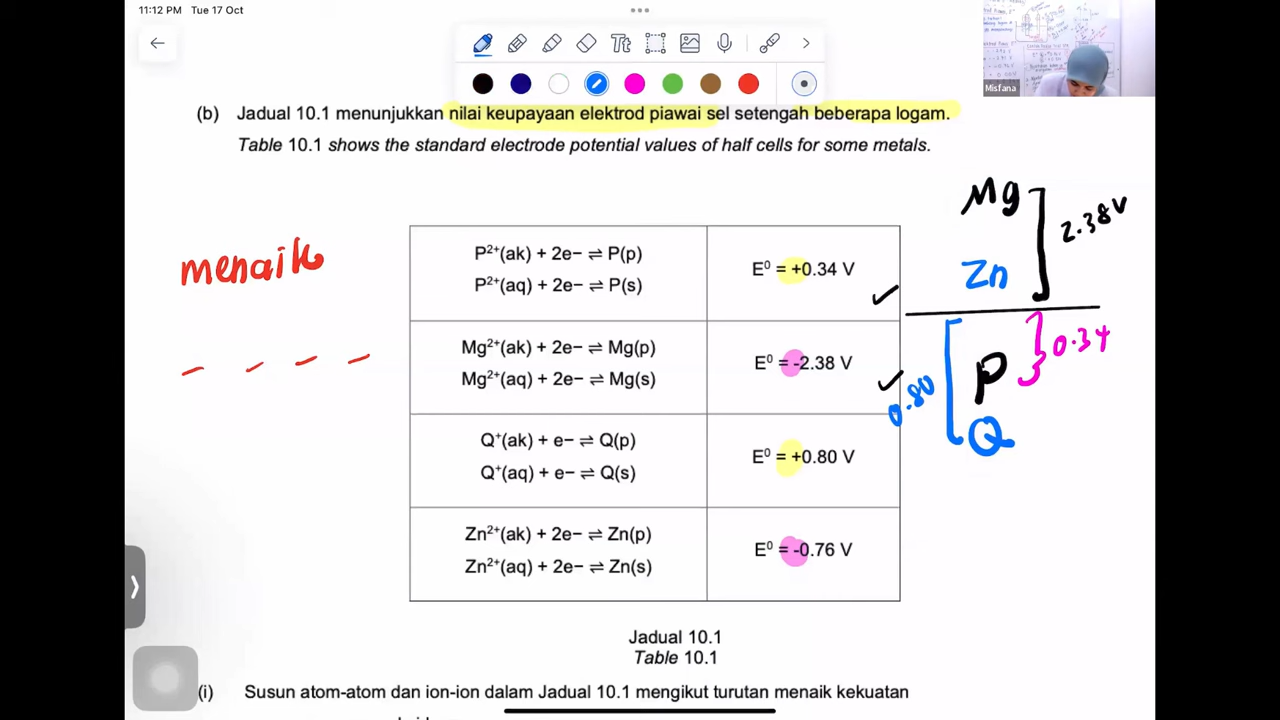 11:12 PM Tue 17 Oct
Tt
Misfana
(b) Jadual 10.1 menunjukkan nilai keupayaan elektrod piawai sel setengah beberapa logam.
Table 10.1 shows the standard electrode potential values of half cells for some metals.
menaik
P²⁺(ak) + 2e− ⇌ P(p)
P²⁺(aq) + 2e− ⇌ P(s)
E⁰ = +0.34 V
Mg²⁺(ak) + 2e− ⇌ Mg(p)
Mg²⁺(aq) + 2e− ⇌ Mg(s)
E⁰ = -2.38 V
Q⁺(ak) + e− ⇌ Q(p)
Q⁺(aq) + e− ⇌ Q(s)
E⁰ = +0.80 V
Zn²⁺(ak) + 2e− ⇌ Zn(p)
Zn²⁺(aq) + 2e− ⇌ Zn(s)
E⁰ = -0.76 V
Mg
2.38V
Zn
P
0.34
0.80
Q
Jadual 10.1
Table 10.1
(i) Susun atom-atom dan ion-ion dalam Jadual 10.1 mengikut turutan menaik kekuatan